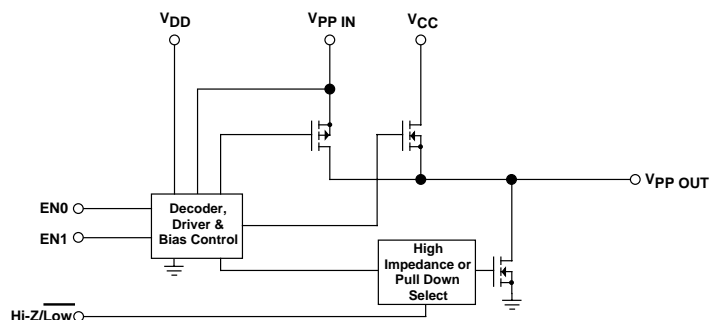 VDD
VPP IN
VCC
VPP OUT
EN0
EN1
Decoder,
Driver &
Bias Control
High
Impedance or
Pull Down
Select
Hi-Z/L̅o̅w̅